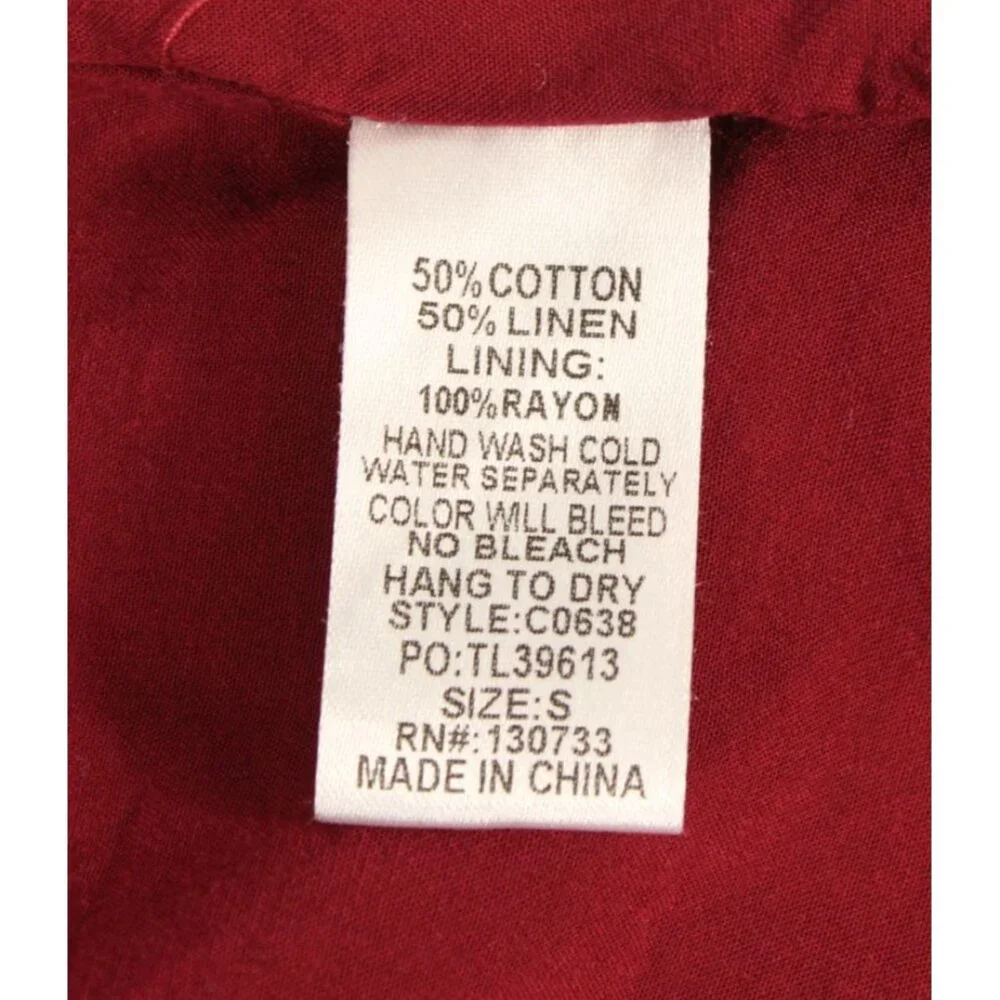 50% COTTON
50% LINEN
LINING:
100% RAYON
HAND WASH COLD
WATER SEPARATELY
COLOR WILL BLEED
NO BLEACH
HANG TO DRY
STYLE:C0638
PO:TL39613
SIZE:S
RN#:130733
MADE IN CHINA